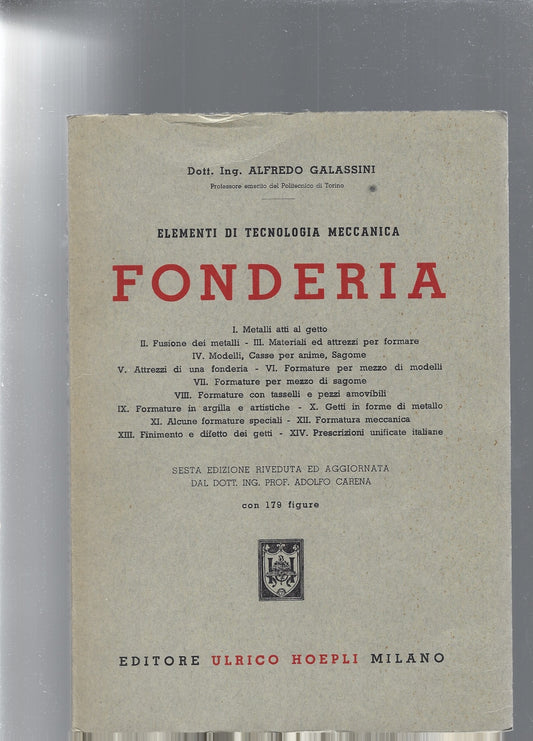 Dott. Ing. ALFREDO GALASSINI
Professore emerito del Politecnico di Torino
ELEMENTI DI TECNOLOGIA MECCANICA
FONDERIA
I. Metalli atti al getto
II. Fusione dei metalli - III. Materiali ed attrezzi per formare
IV. Modelli, Casse per anime, Sagome
V. Attrezzi di una fonderia - VI. Formature per mezzo di modelli
VII. Formature per mezzo di sagome
VIII. Formature con tasselli e pezzi amovibili
IX. Formature in argilla e artistiche - X. Getti in forme di metallo
XI. Alcune formature speciali - XII. Formatura meccanica
XIII. Finimento e difetto dei getti - XIV. Prescrizioni unificate italiane
SESTA EDIZIONE RIVEDUTA ED AGGIORNATA
DAL DOTT. ING. PROF. ADOLFO CARENA
con 179 figure
EDITORE ULRICO HOEPLI MILANO